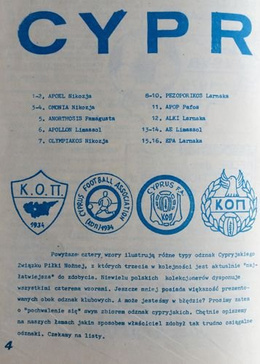 CYPR
1-2, APOEL Nikozja
3-4, OMONIA Nikozja
5, ANORTHOSIS Famagusta
6, APOLLON Limassol
7, OLYMPIAKOS Nikozja
8-10, PEZOPORIKOS Larnaka
11, APOP Pafos
12, ALKI Larnaka
13-14, AE Limassol
15,16, EPA Larnaka
Κ.Ο.Π.
1934
CYPRUS FOOTBALL ASSOCIATION
(ΚΟΠ) 1934
CYPRUS F.A.
ΚΟΠ
ΚΟΠ
Powyższe cztery wzory ilustrują różne typy odznak Cypryjskiego
Związku Piłki Nożnej, z których trzecia w kolejności jest aktualnie "naj-
łatwiejsza" do zdobycia. Niewielu polskich kolekcjonerów dysponuje
wszystkimi czterema wzorami. Jeszcze mniej posiada większość prezento-
wanych obok odznak klubowych. A może jesteśmy w błędzie? Prosimy zatem
o "pochwalenie się" swym zbiorem odznak cypryjskich. Chętnie opiszemy
na naszych łamach jakim sposobem właściciel zdobył tak trudno osiągalne
odznaki. Czekamy na listy.
4